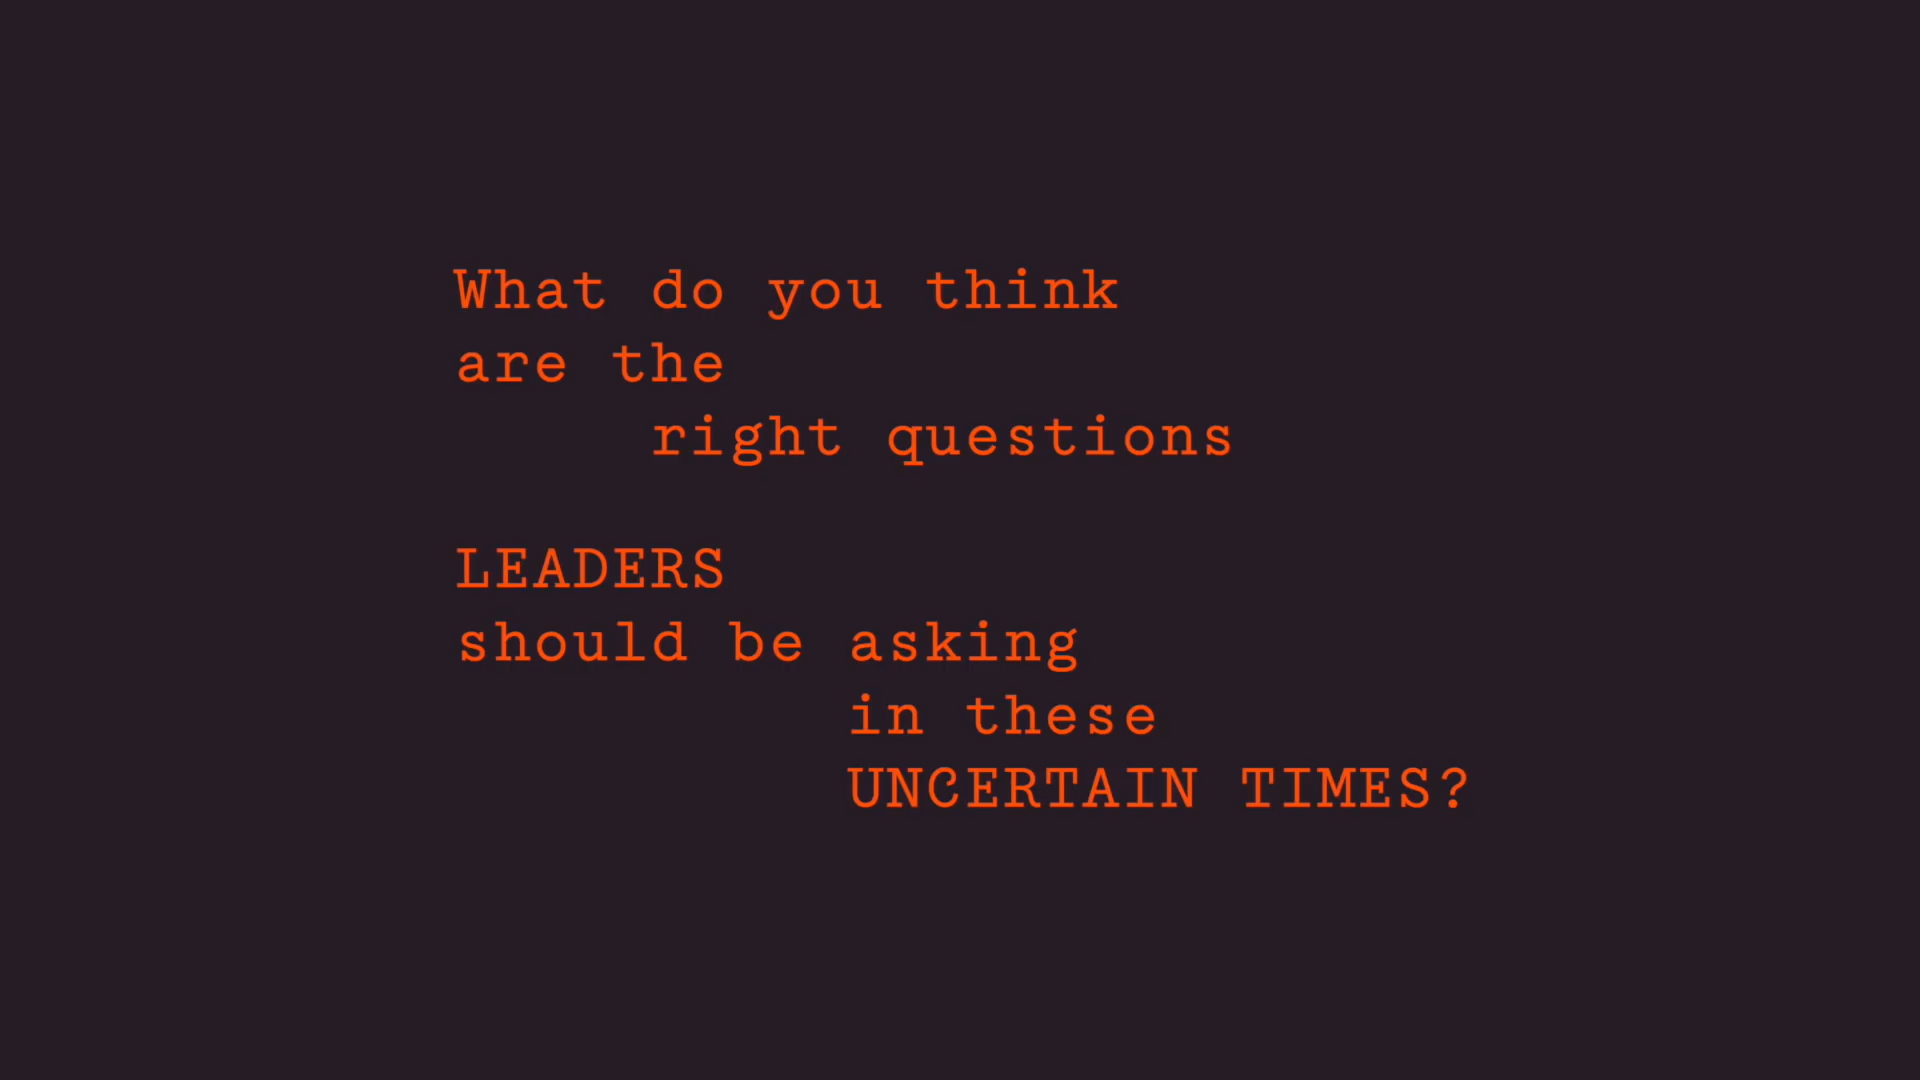 What do you think
are the
right questions
LEADERS
should be asking
in these
UNCERTAIN TIMES?